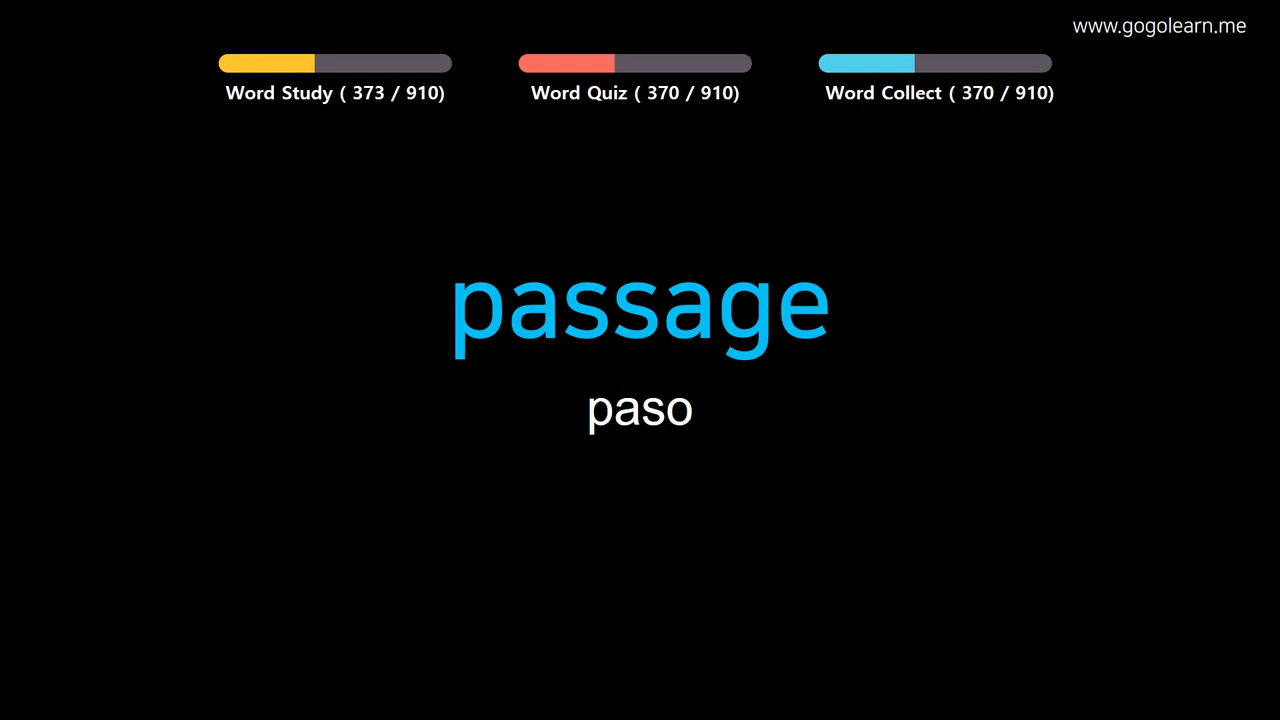 www.gogolearn.me
Word Study ( 373 / 910)
Word Quiz ( 370 / 910)
Word Collect ( 370 / 910)
passage
paso